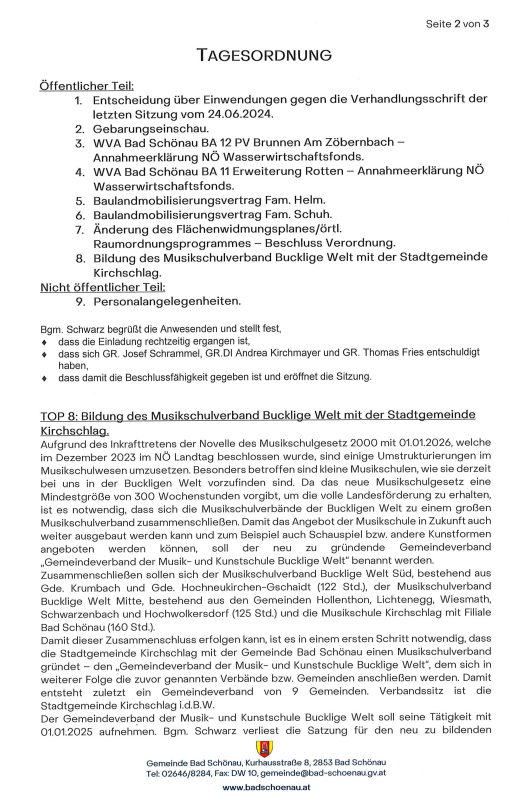 Seite 2 von 3
TAGESORDNUNG
Öffentlicher Teil:
1. Entscheidung über Einwendungen gegen die Verhandlungsschrift der
letzten Sitzung vom 24.06.2024.
2. Gebarungseinschau.
3. WVA Bad Schönau BA 12 PV Brunnen Am Zöbernbach –
Annahmeerklärung NÖ Wasserwirtschaftsfonds.
4. WVA Bad Schönau BA 11 Erweiterung Rotten – Annahmeerklärung NÖ
Wasserwirtschaftsfonds.
5. Baulandmobilisierungsvertrag Fam. Helm.
6. Baulandmobilisierungsvertrag Fam. Schuh.
7. Änderung des Flächenwidmungsplanes/örtl.
Raumordnungsprogrammes – Beschluss Verordnung.
8. Bildung des Musikschulverband Bucklige Welt mit der Stadtgemeinde
Kirchschlag.
Nicht öffentlicher Teil:
9. Personalangelegenheiten.
Bgm. Schwarz begrüßt die Anwesenden und stellt fest,
♦ dass die Einladung rechtzeitig ergangen ist,
♦ dass sich GR. Josef Schrammel, GR.DI Andrea Kirchmayer und GR. Thomas Fries entschuldigt
haben,
♦ dass damit die Beschlussfähigkeit gegeben ist und eröffnet die Sitzung.
TOP 8: Bildung des Musikschulverband Bucklige Welt mit der Stadtgemeinde
Kirchschlag.
Aufgrund des Inkrafttretens der Novelle des Musikschulgesetz 2000 mit 01.01.2026, welche
im Dezember 2023 im NÖ Landtag beschlossen wurde, sind einige Umstrukturierungen im
Musikschulwesen umzusetzen. Besonders betroffen sind kleine Musikschulen, wie sie derzeit
bei uns in der Buckligen Welt vorzufinden sind. Da das neue Musikschulgesetz eine
Mindestgröße von 300 Wochenstunden vorgibt, um die volle Landesförderung zu erhalten,
ist es notwendig, dass sich die Musikschulverbände der Buckligen Welt zu einem großen
Musikschulverband zusammenschließen. Damit das Angebot der Musikschule in Zukunft auch
weiter ausgebaut werden kann und zum Beispiel auch Schauspiel bzw. andere Kunstformen
angeboten werden können, soll der neu zu gründende Gemeindeverband
„Gemeindeverband der Musik- und Kunstschule Bucklige Welt" benannt werden.
Zusammenschließen sollen sich der Musikschulverband Bucklige Welt Süd, bestehend aus
Gde. Krumbach und Gde. Hochneukirchen-Gschaidt (122 Std.), der Musikschulverband
Bucklige Welt Mitte, bestehend aus den Gemeinden Hollenthon, Lichtenegg, Wiesmath,
Schwarzenbach und Hochwolkersdorf (125 Std.) und die Musikschule Kirchschlag mit Filiale
Bad Schönau (160 Std.).
Damit dieser Zusammenschluss erfolgen kann, ist es in einem ersten Schritt notwendig, dass
die Stadtgemeinde Kirchschlag mit der Gemeinde Bad Schönau einen Musikschulverband
gründet – den „Gemeindeverband der Musik- und Kunstschule Bucklige Welt", dem sich in
weiterer Folge die zuvor genannten Verbände bzw. Gemeinden anschließen werden. Damit
entsteht zuletzt ein Gemeindeverband von 9 Gemeinden. Verbandssitz ist die
Stadtgemeinde Kirchschlag i.d.B.W.
Der Gemeindeverband der Musik- und Kunstschule Bucklige Welt soll seine Tätigkeit mit
01.01.2025 aufnehmen. Bgm. Schwarz verliest die Satzung für den neu zu bildenden
Gemeinde Bad Schönau, Kurhausstraße 8, 2853 Bad Schönau
Tel: 02646/8284, Fax: DW 10, gemeinde@bad-schoenau.gv.at
www.badschoenau.at